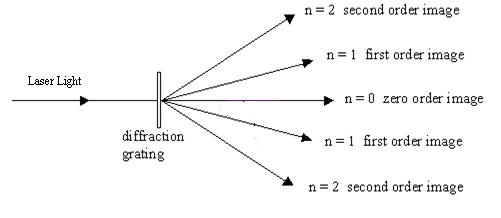 n = 2 second order image
n = 1 first order image
Laser Light
n = 0 zero order image
diffraction
grating
n = 1 first order image
n = 2 second order image